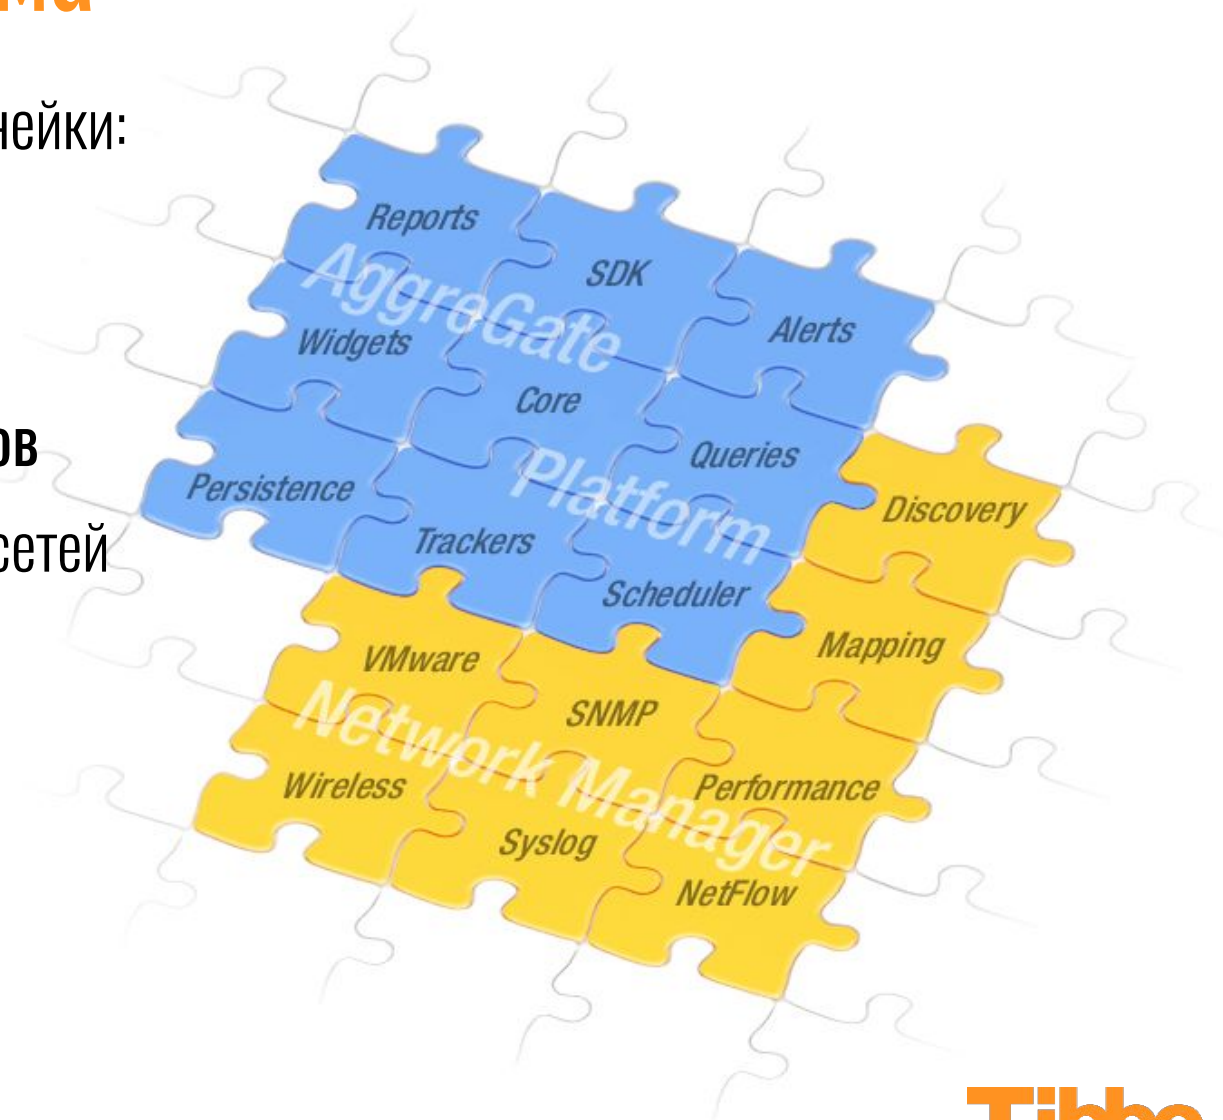 нейки:
ов
сетей
Reports
SDK
Alerts
AggreGate
Widgets
Core
Queries
Platform
Persistence
Trackers
Scheduler
Discovery
Mapping
VMware
SNMP
Performance
Network Manager
Wireless
Syslog
NetFlow
Tibbo